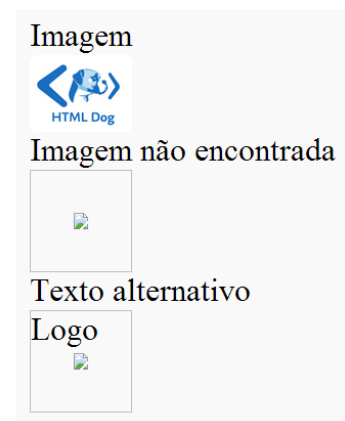 Imagem
HTML Dog
Imagem não encontrada
Texto alternativo
Logo